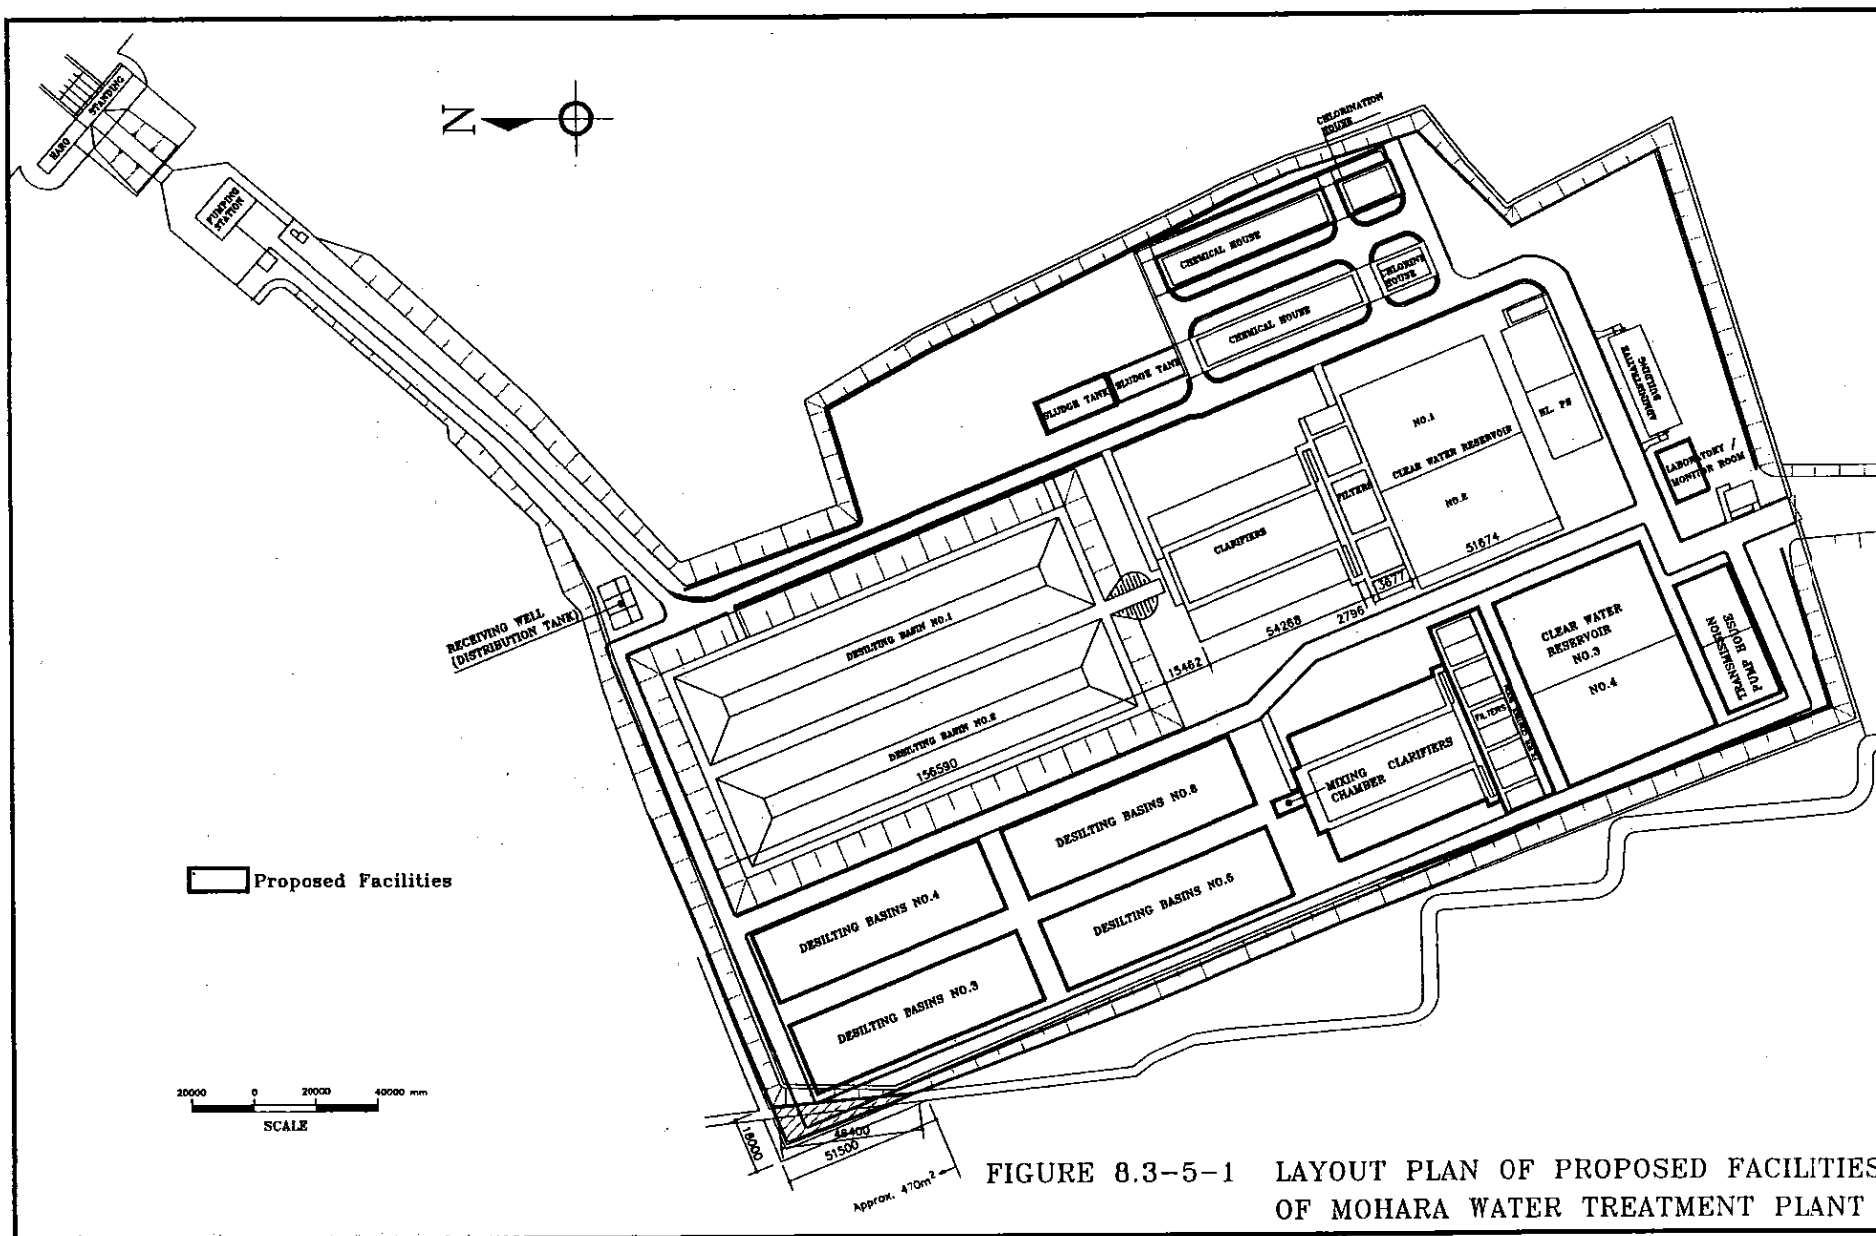 HARD STANDING
PUMPING
STATION
N
CHLORINATION
HOUSE
CHEMICAL HOUSE
CHLORINE
HOUSE
CHEMICAL HOUSE
SLUDGE TANK
SLUDGE TANK
ADMINISTRATIVE
BUILDING
LABORATORY /
MONITOR ROOM
NO.1
CLEAR WATER RESERVOIR
NO.2
51674
FILTERS
CLARIFIERS
3677
2796
54268
15462
RECEIVING WELL
(DISTRIBUTION TANK)
DESILTING BASIN NO.1
DESILTING BASIN NO.2
156590
CLEAR WATER
RESERVOIR
NO.3
NO.4
TRANSMISSION
PUMP HOUSE
FILTERS
MIXING
CHAMBER
CLARIFIERS
DESILTING BASINS NO.6
DESILTING BASINS NO.5
DESILTING BASINS NO.4
DESILTING BASINS NO.3
Proposed Facilities
20000 0 20000 40000 mm
SCALE
18000
51500
Approx. 470m²
FIGURE 8.3-5-1 LAYOUT PLAN OF PROPOSED FACILITIES
OF MOHARA WATER TREATMENT PLANT